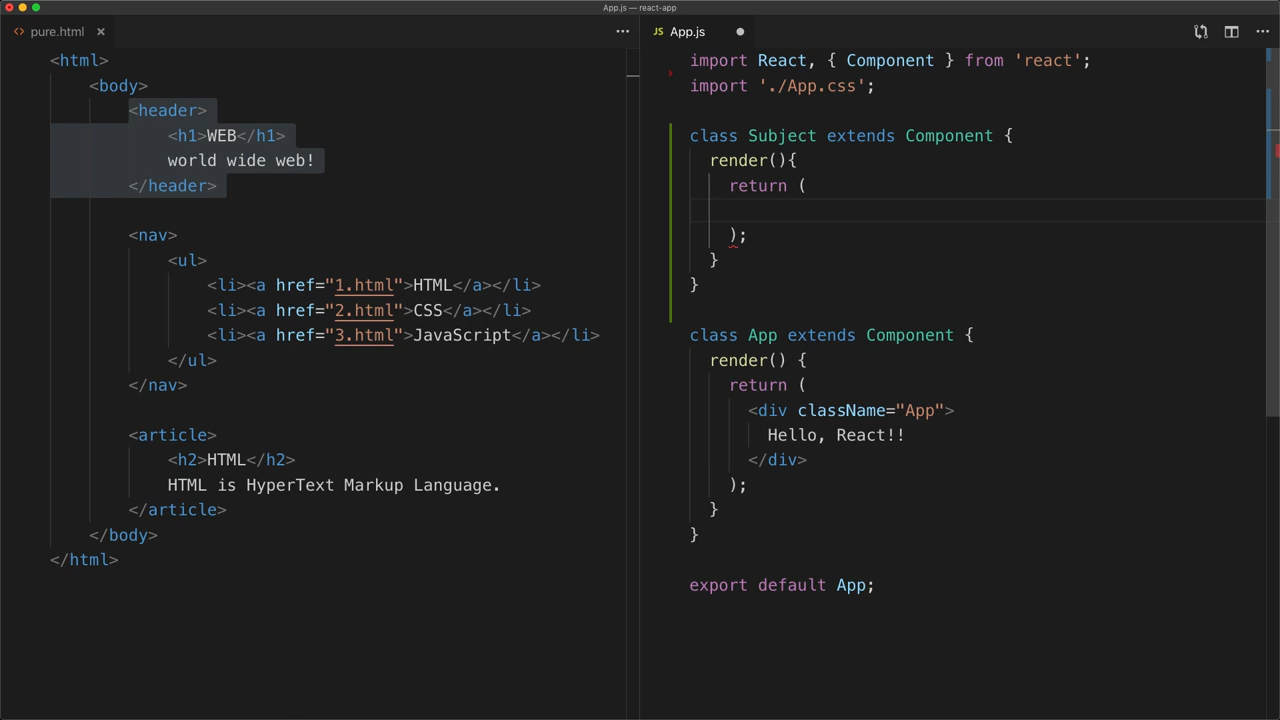 App.js — react-app
pure.html
<html>
<body>
<header>
<h1>WEB</h1>
world wide web!
</header>
<nav>
<ul>
<li><a href="1.html">HTML</a></li>
<li><a href="2.html">CSS</a></li>
<li><a href="3.html">JavaScript</a></li>
</ul>
</nav>
<article>
<h2>HTML</h2>
HTML is HyperText Markup Language.
</article>
</body>
</html>
JS App.js
import React, { Component } from 'react';
import './App.css';
class Subject extends Component {
render(){
return (
);
}
}
class App extends Component {
render() {
return (
<div className="App">
Hello, React!!
</div>
);
}
}
export default App;